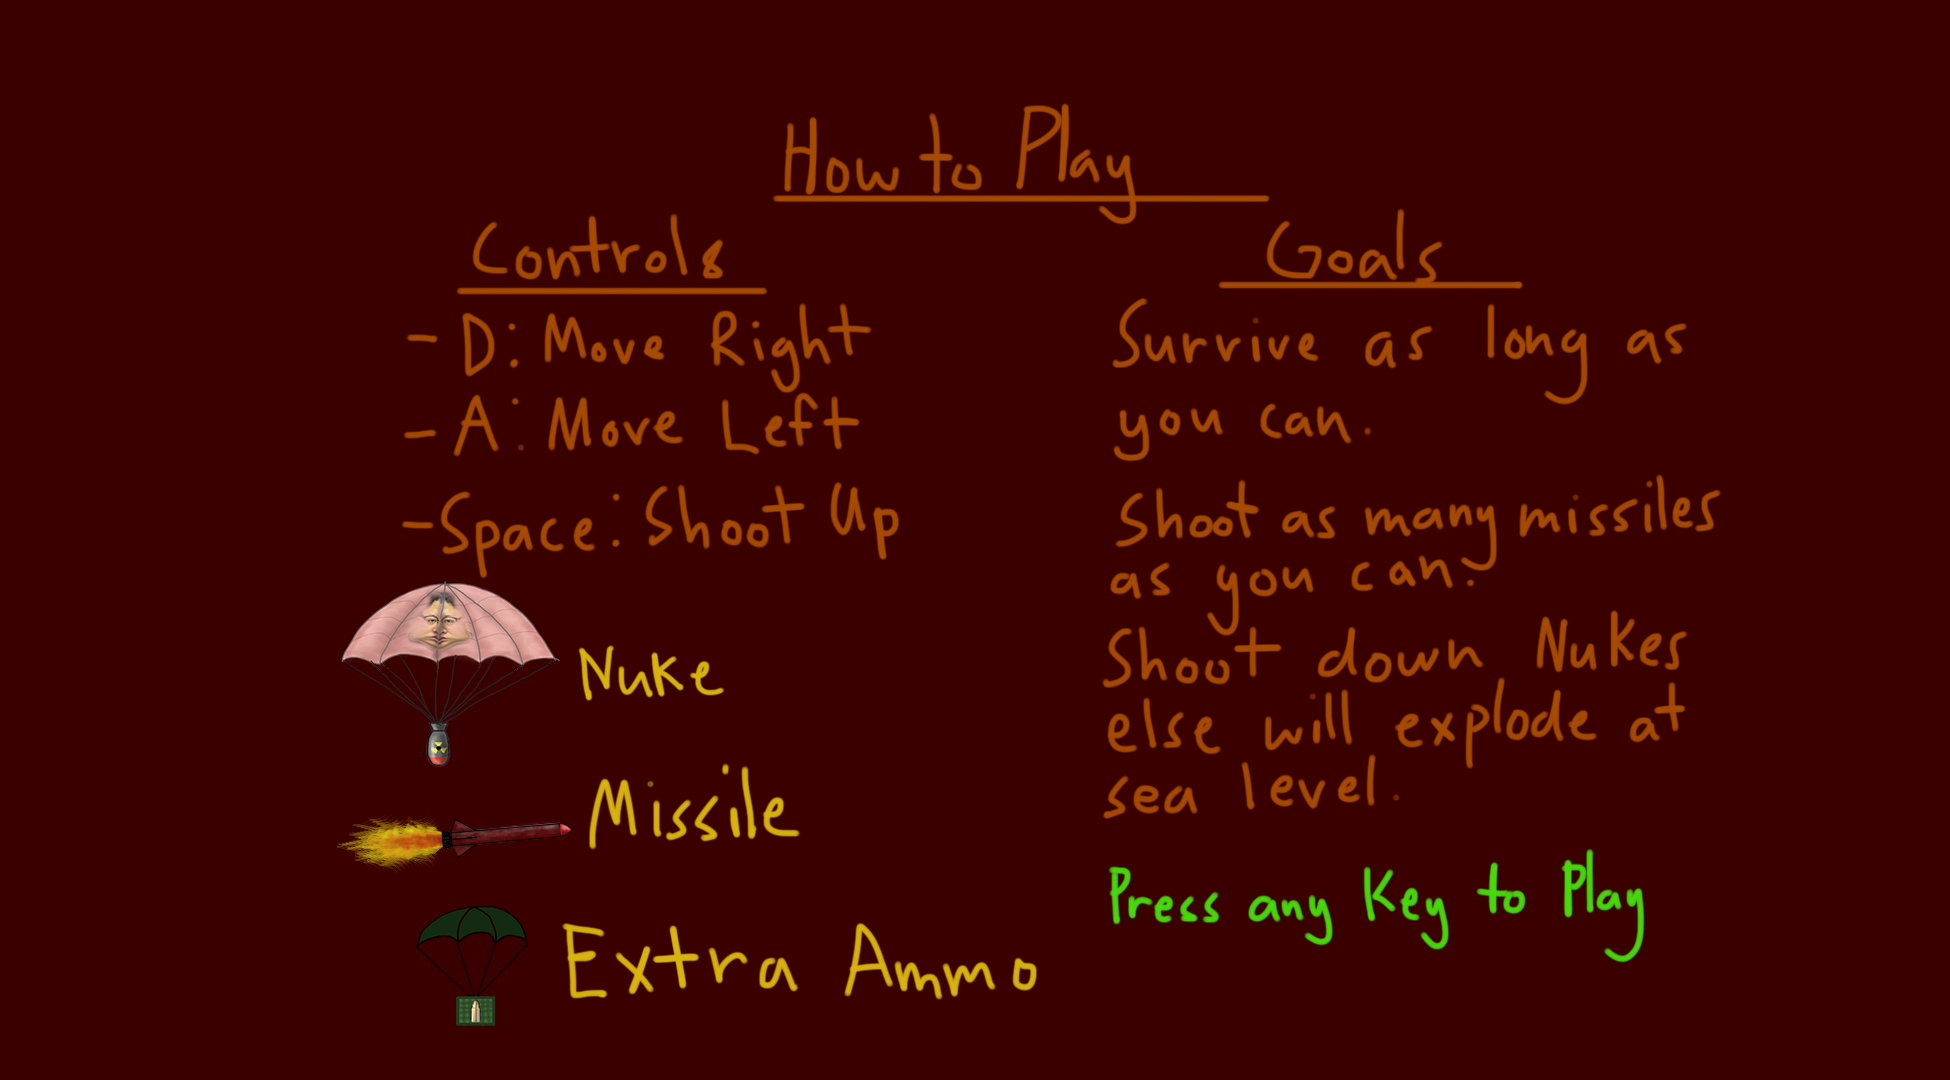 How to Play
Controls
- D: Move Right
- A: Move Left
- Space: Shoot Up
Nuke
Missile
Extra Ammo
Goals
Survive as long as
you can.
Shoot as many missiles
as you can.
Shoot down Nukes
else will explode at
sea level.
Press any Key to Play